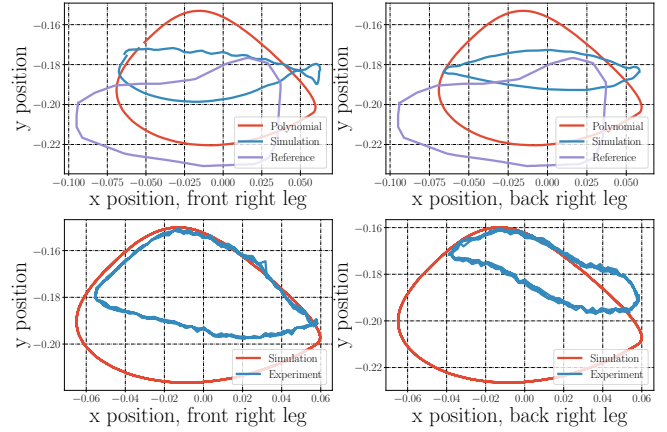 −0.16
−0.18
−0.20
−0.22
y position
Polynomial
Simulation
Reference
−0.100 −0.075 −0.050 −0.025 0.000 0.025 0.050
x position, front right leg
−0.16
−0.18
−0.20
−0.22
y position
Polynomial
Simulation
Reference
−0.100 −0.075 −0.050 −0.025 0.000 0.025 0.050
x position, back right leg
−0.16
−0.18
−0.20
y position
Simulation
Experiment
−0.06 −0.04 −0.02 0.00 0.02 0.04 0.06
x position, front right leg
−0.16
−0.18
−0.20
−0.22
y position
Simulation
Experiment
−0.06 −0.04 −0.02 0.00 0.02 0.04 0.06
x position, back right leg